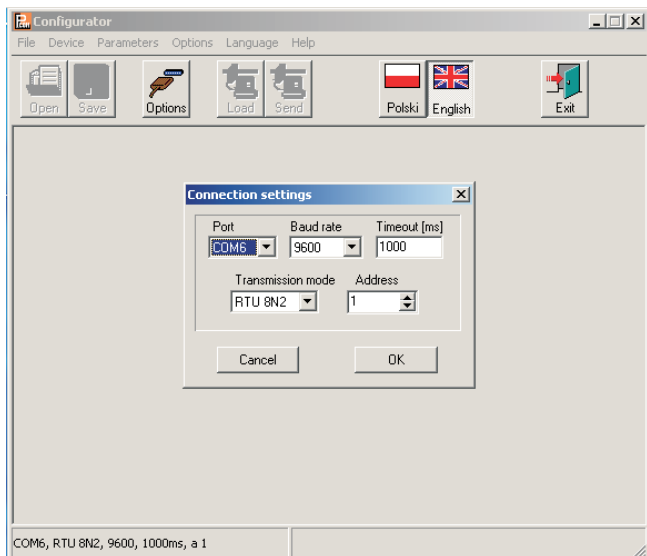 Configurator
File Device Parameters Options Language Help
Open Save Options Load Send Polski English Exit
Connection settings
Port Baud rate Timeout [ms]
COM6 9600 1000
Transmission mode Address
RTU 8N2 1
Cancel OK
COM6, RTU 8N2, 9600, 1000ms, a 1